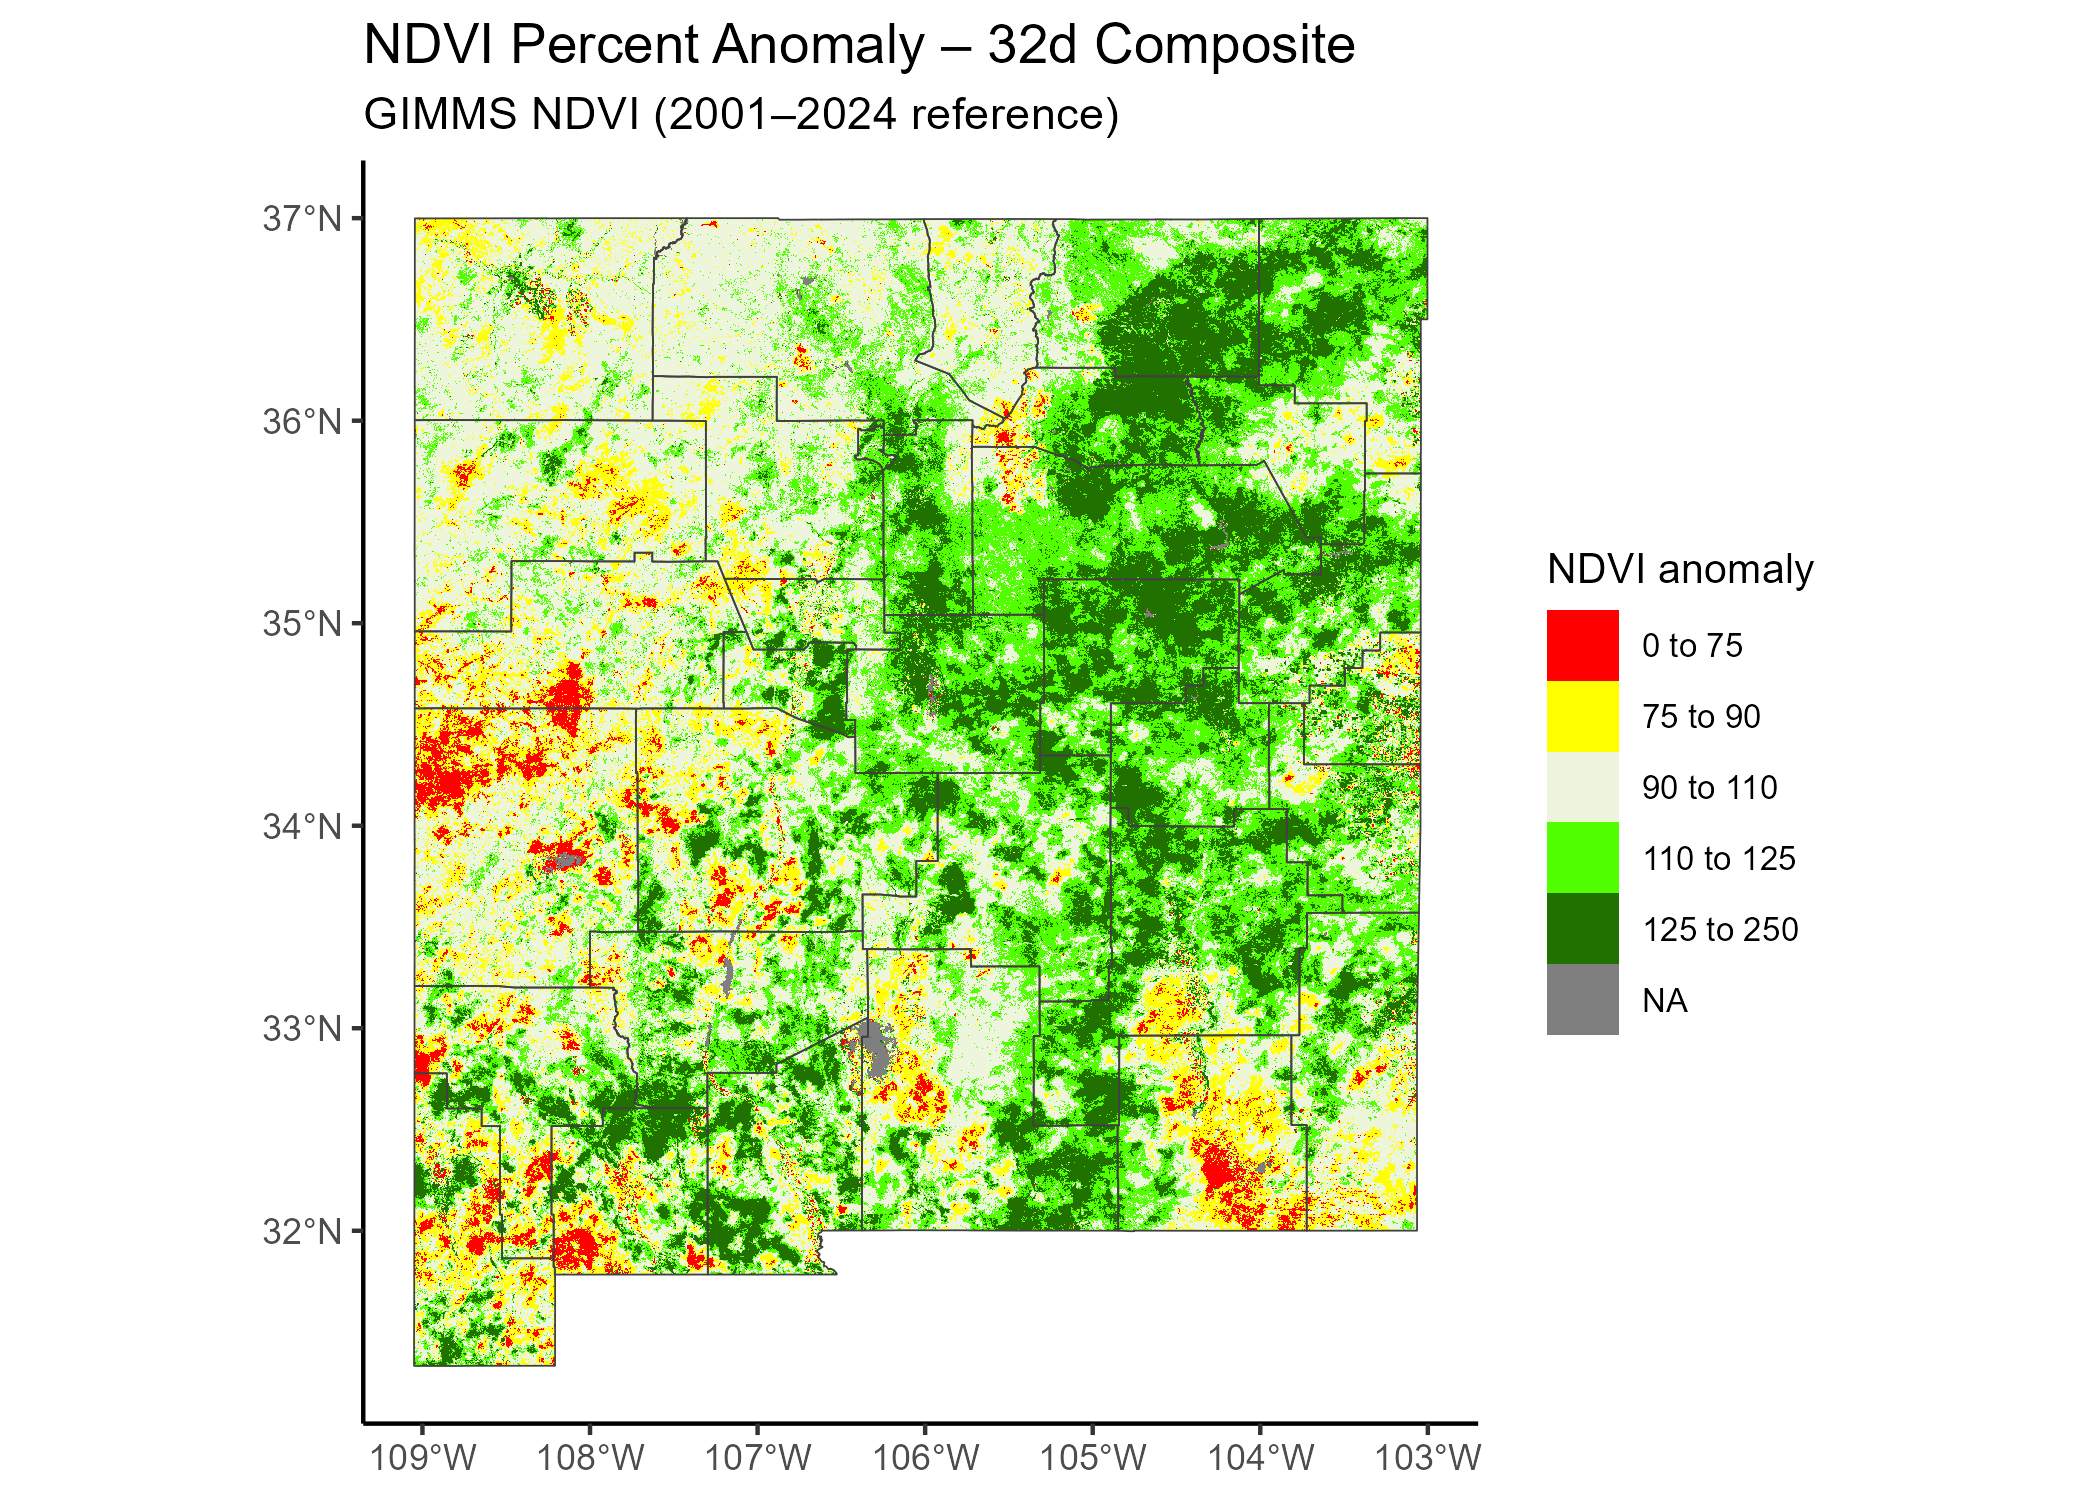 NDVI Percent Anomaly – 32d Composite
GIMMS NDVI (2001–2024 reference)
37°N
36°N
35°N
34°N
33°N
32°N
109°W 108°W 107°W 106°W 105°W 104°W 103°W
NDVI anomaly
0 to 75
75 to 90
90 to 110
110 to 125
125 to 250
NA